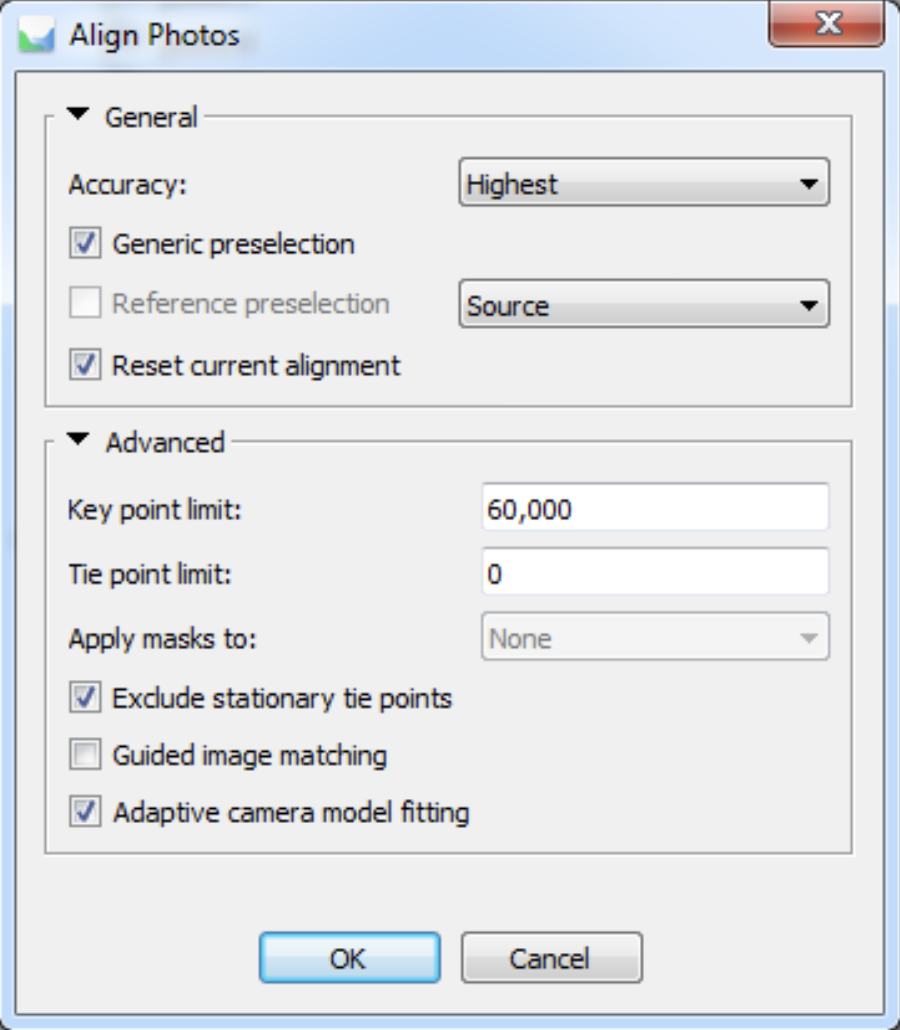 Align Photos
General
Accuracy: Highest
Generic preselection
Reference preselection Source
Reset current alignment
Advanced
Key point limit: 60,000
Tie point limit: 0
Apply masks to: None
Exclude stationary tie points
Guided image matching
Adaptive camera model fitting
OK Cancel